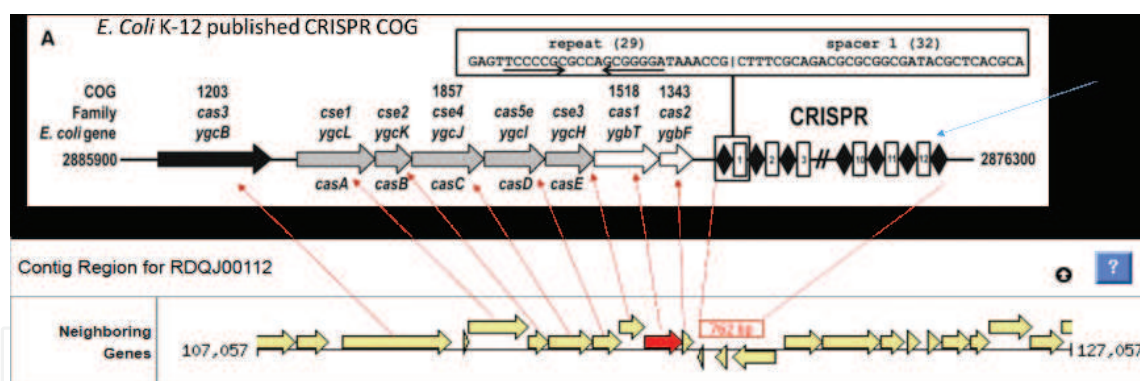 E. Coli K-12 published CRISPR COG
A
repeat (29) spacer 1 (32)
GAGTTCCCCGCGCCAGCGGGGATAAACCG|CTTTCGCAGACGCGCGGCGATACGCTCACGCA
COG 1203 1857 1518 1343
Family cas3 cse1 cse2 cse4 cas5e cse3 cas1 cas2
E. coli gene ygcB ygcL ygcK ygcJ ygcI ygcH ygbT ygbF
CRISPR
2885900 1 2 3 // 10 11 12 2876300
casA casB casC casD casE
Contig Region for RDQJ00112
?
Neighboring
Genes
762 bp
107,057 127,057